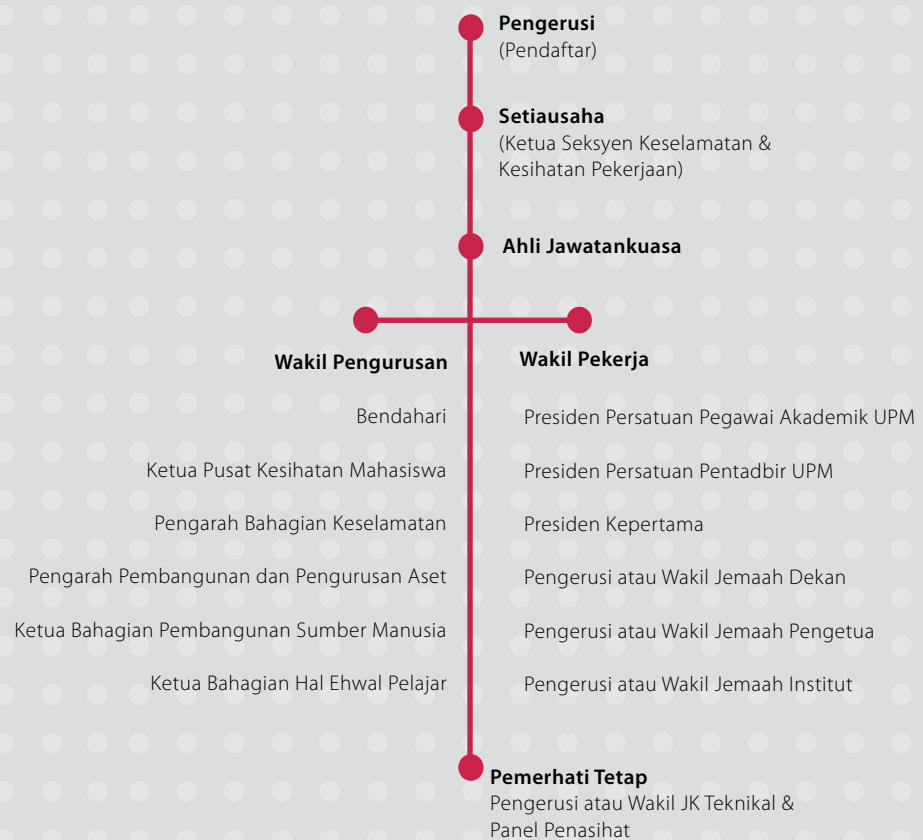 Pengerusi
(Pendaftar)
Setiausaha
(Ketua Seksyen Keselamatan &
Kesihatan Pekerjaan)
Ahli Jawatankuasa
Wakil Pengurusan
Bendahari
Ketua Pusat Kesihatan Mahasiswa
Pengarah Bahagian Keselamatan
Pengarah Pembangunan dan Pengurusan Aset
Ketua Bahagian Pembangunan Sumber Manusia
Ketua Bahagian Hal Ehwal Pelajar
Wakil Pekerja
Presiden Persatuan Pegawai Akademik UPM
Presiden Persatuan Pentadbir UPM
Presiden Kepertama
Pengerusi atau Wakil Jemaah Dekan
Pengerusi atau Wakil Jemaah Pengetua
Pengerusi atau Wakil Jemaah Institut
Pemerhati Tetap
Pengerusi atau Wakil JK Teknikal &
Panel Penasihat